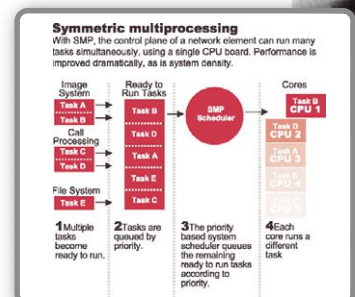 Symmetric multiprocessing
With SMP, the control plane of a network element can run many
tasks simultaneously, using a single CPU board. Performance is
improved dramatically, as is system density.
Image
System
Ready to
Run Tasks
Cores
Task A
Task B
Call
Processing
Task C
Task D
File System
Task E
Task B
Task D
Task A
Task E
Task C
SMP
Scheduler
Task B
CPU 1
Task D
CPU 2
Task A
CPU 3
Task E
CPU 4
1Multiple
tasks
become
ready to run.
2Tasks are
queued by
priority.
3The priority
based system
scheduler queues
the remaining
ready to run tasks
according to
priority.
4Each
core runs a
different
task